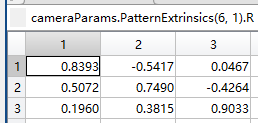 cameraParams.PatternExtrinsics(6, 1).R
1 2 3
1 0.8393 -0.5417 0.0467
2 0.5072 0.7490 -0.4264
3 0.1960 0.3815 0.9033